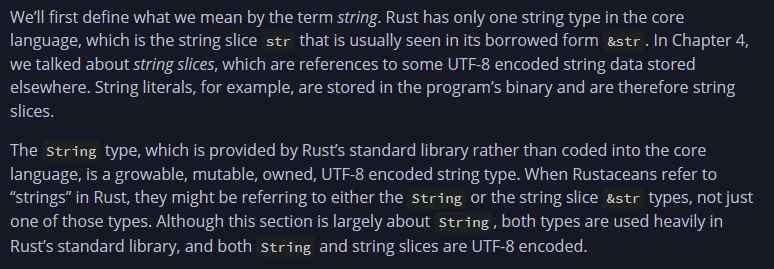 We’ll first define what we mean by the term string. Rust has only one string type in the core
language, which is the string slice str that is usually seen in its borrowed form &str. In Chapter 4,
we talked about string slices, which are references to some UTF-8 encoded string data stored
elsewhere. String literals, for example, are stored in the program’s binary and are therefore string
slices.
The String type, which is provided by Rust’s standard library rather than coded into the core
language, is a growable, mutable, owned, UTF-8 encoded string type. When Rustaceans refer to
“strings” in Rust, they might be referring to either the String or the string slice &str types, not just
one of those types. Although this section is largely about String, both types are used heavily in
Rust’s standard library, and both String and string slices are UTF-8 encoded.